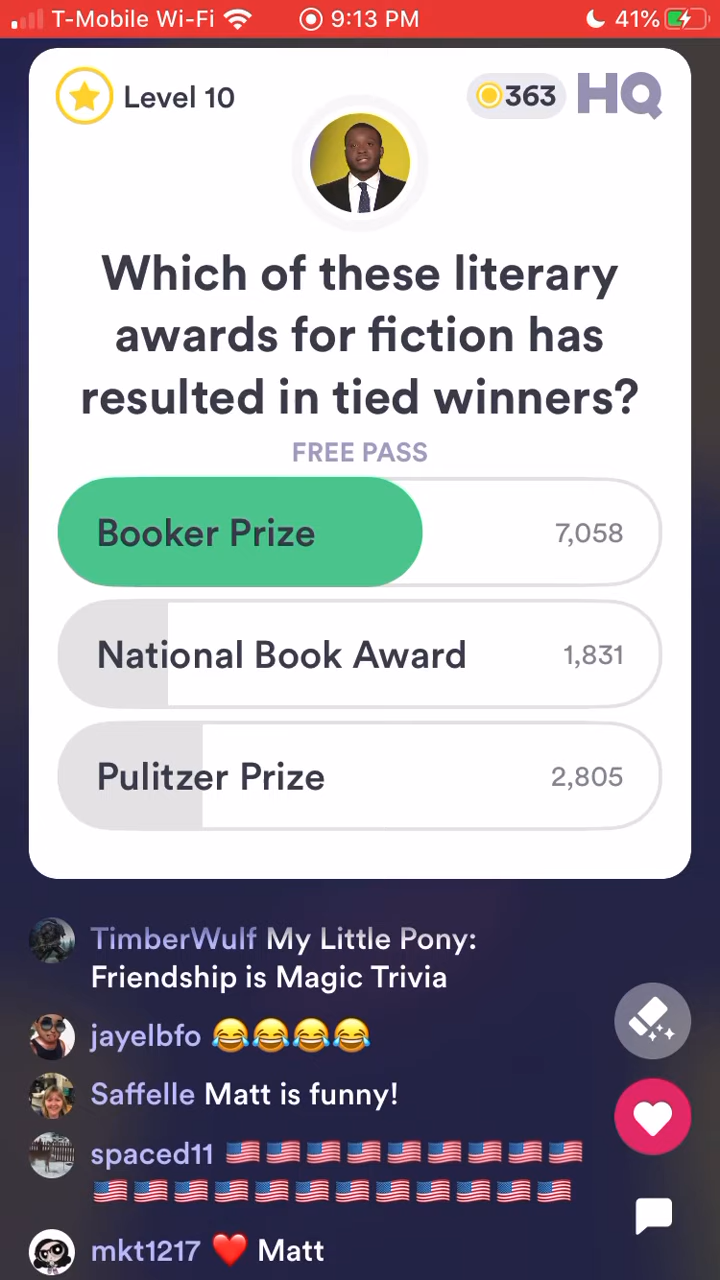 T-Mobile Wi-Fi 9:13 PM 41%
Level 10 363 HQ
Which of these literary
awards for fiction has
resulted in tied winners?
FREE PASS
Booker Prize 7,058
National Book Award 1,831
Pulitzer Prize 2,805
TimberWulf My Little Pony:
Friendship is Magic Trivia
jayelbfo 😂😂😂😂
Saffelle Matt is funny!
spaced11 🇺🇸🇺🇸🇺🇸🇺🇸🇺🇸🇺🇸🇺🇸🇺🇸🇺🇸
🇺🇸🇺🇸🇺🇸🇺🇸🇺🇸🇺🇸🇺🇸🇺🇸🇺🇸🇺🇸🇺🇸🇺🇸
mkt1217 ❤️ Matt